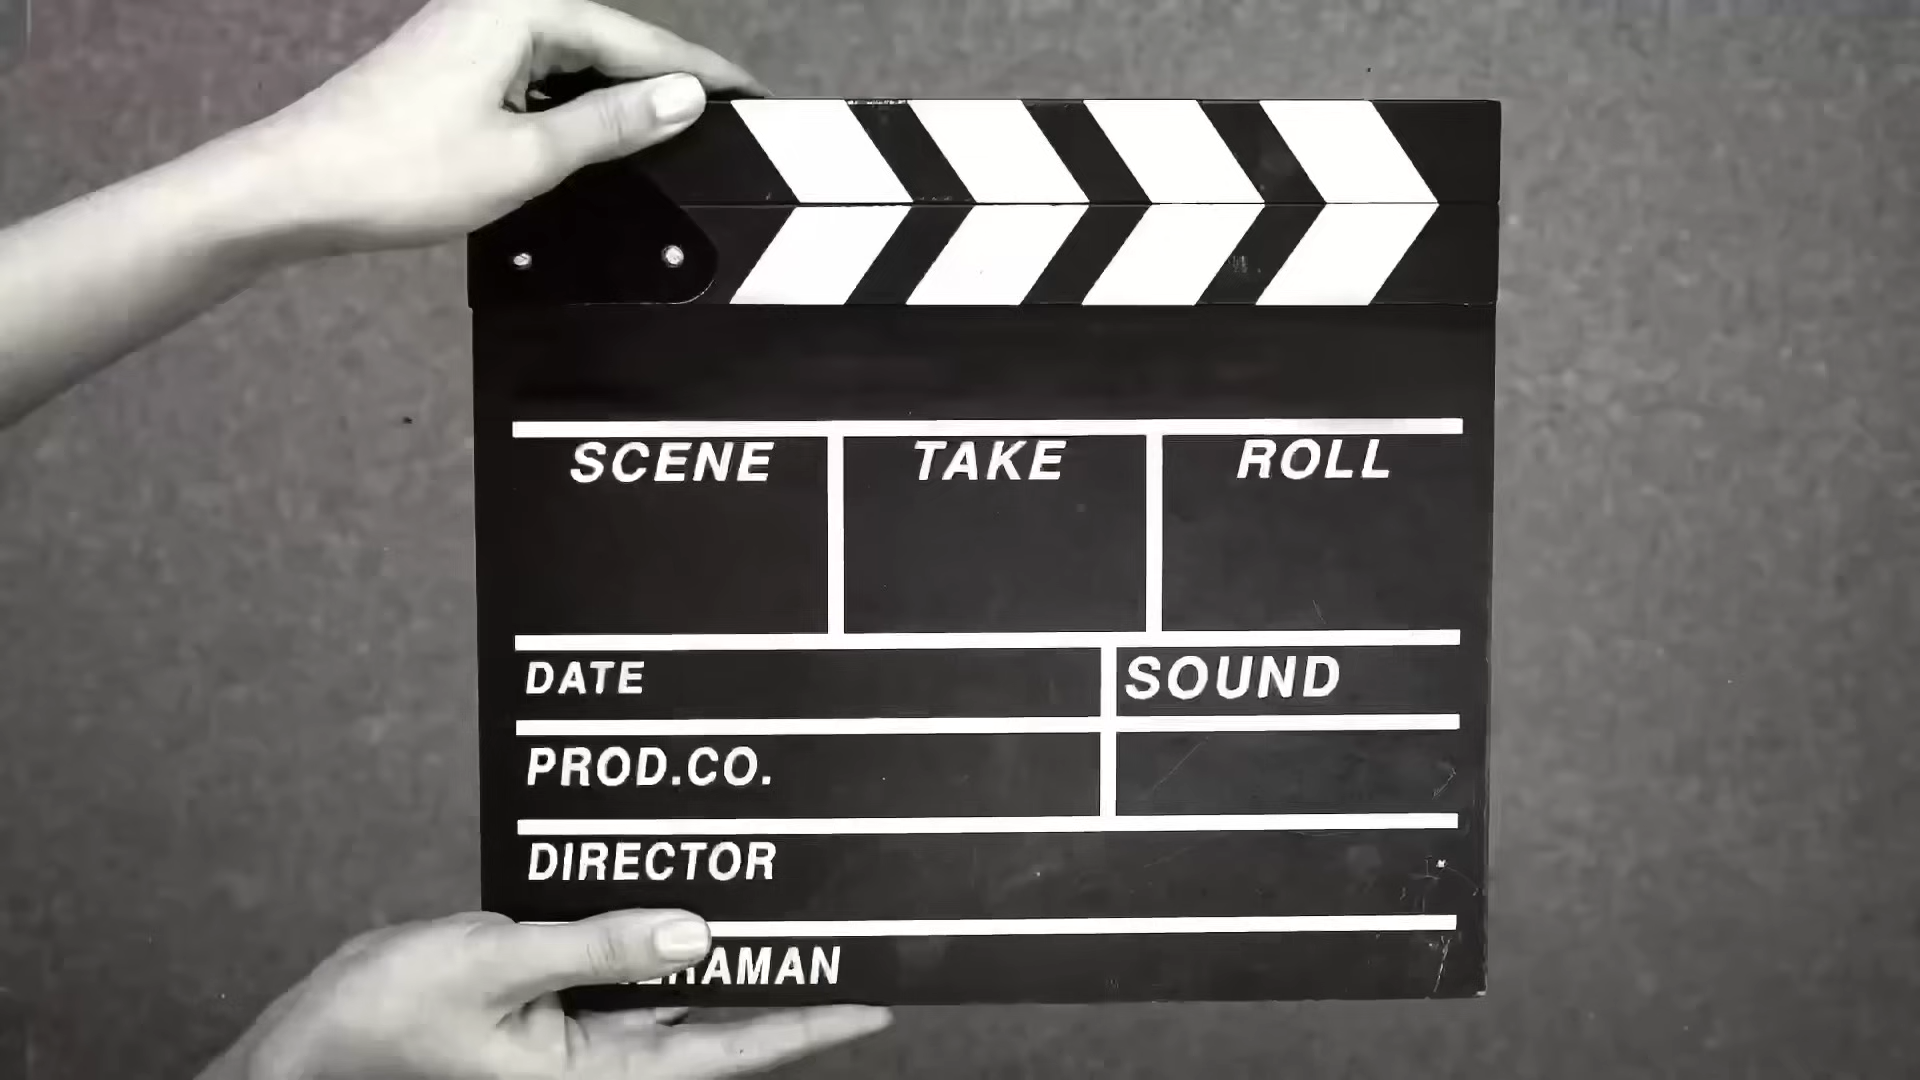 SCENE TAKE ROLL
DATE SOUND
PROD.CO.
DIRECTOR